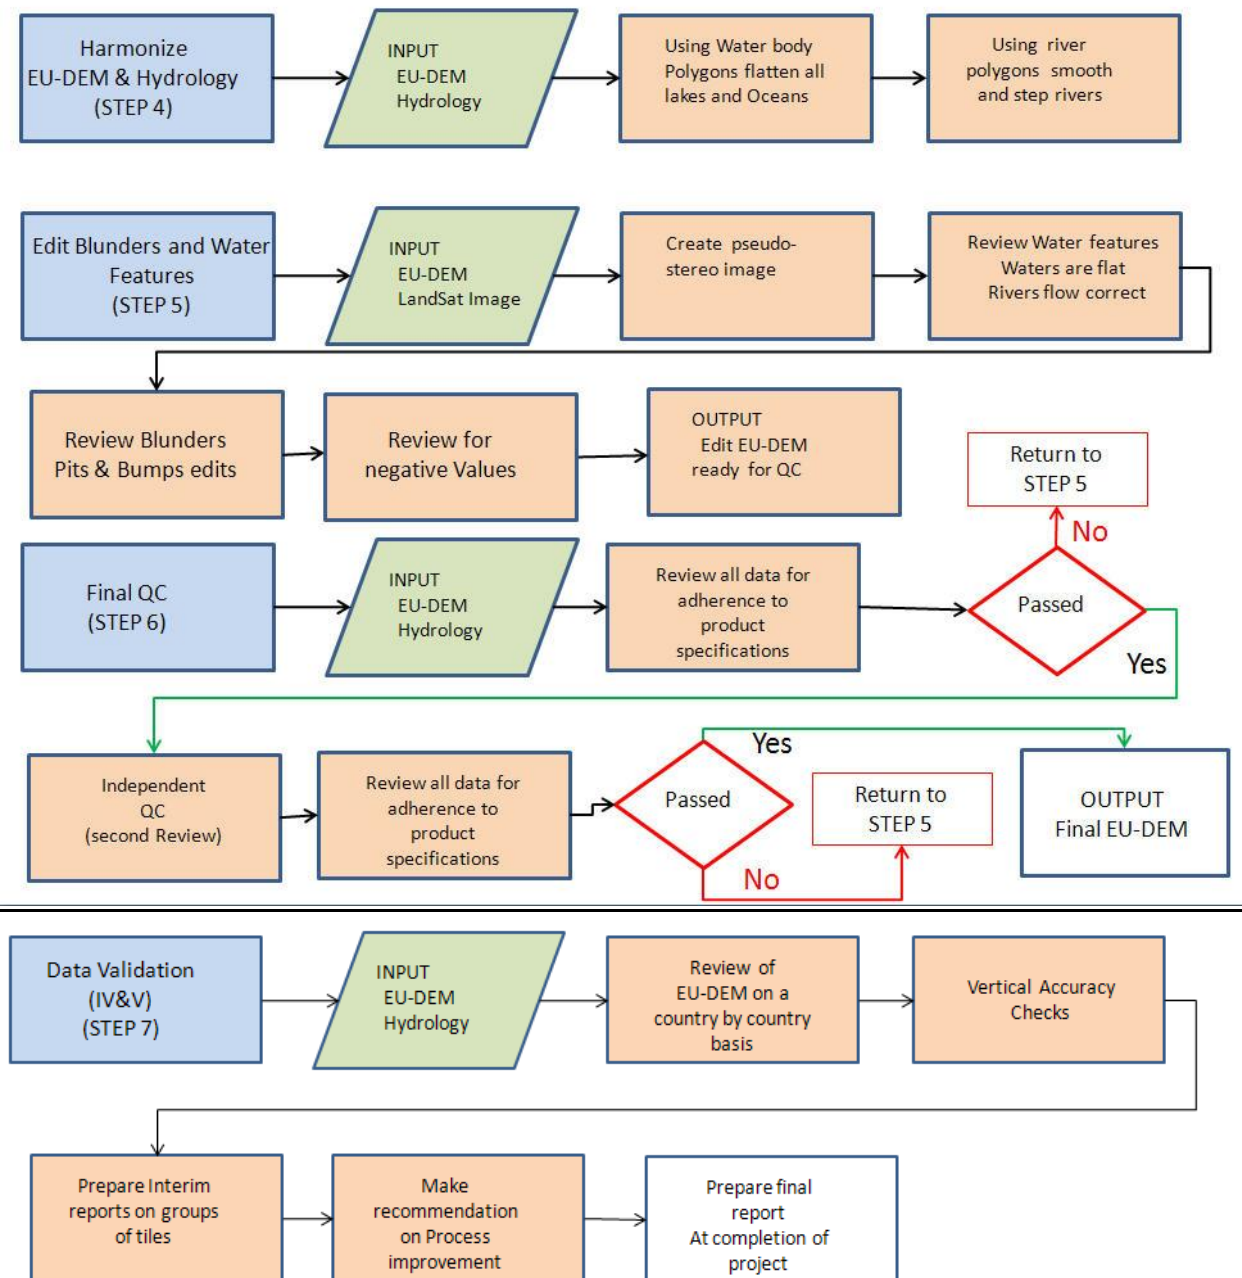 Harmonize
EU-DEM & Hydrology
(STEP 4)
INPUT
EU-DEM
Hydrology
Using Water body
Polygons flatten all
lakes and Oceans
Using river
polygons smooth
and step rivers
Edit Blunders and Water
Features
(STEP 5)
INPUT
EU-DEM
LandSat Image
Create pseudo-
stereo image
Review Water features
Waters are flat
Rivers flow correct
Review Blunders
Pits & Bumps edits
Review for
negative Values
OUTPUT
Edit EU-DEM
ready for QC
Return to
STEP 5
No
Final QC
(STEP 6)
INPUT
EU-DEM
Hydrology
Review all data for
adherence to
product
specifications
Passed
Yes
Independent
QC
(second Review)
Review all data for
adherence to
product
specifications
Passed
Yes
No
Return to
STEP 5
OUTPUT
Final EU-DEM
Data Validation
(IV&V)
(STEP 7)
INPUT
EU-DEM
Hydrology
Review of
EU-DEM on a
country by country
basis
Vertical Accuracy
Checks
Prepare Interim
reports on groups
of tiles
Make
recommendation
on Process
improvement
Prepare final
report
At completion of
project